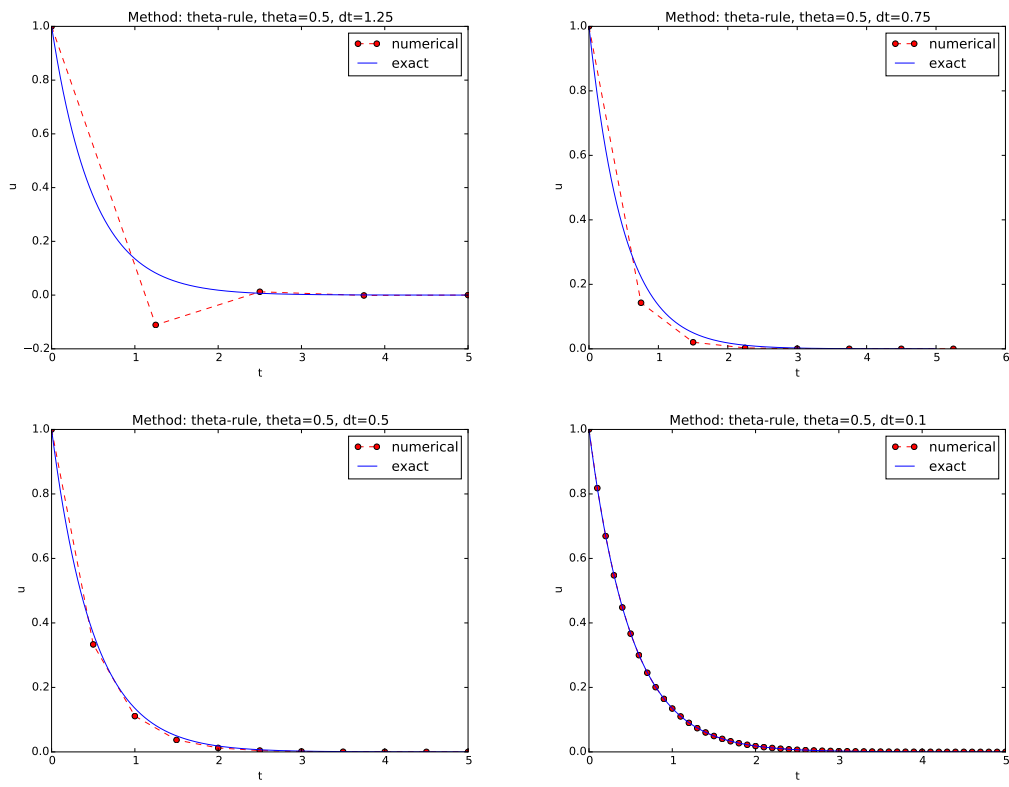 Method: theta-rule, theta=0.5, dt=1.25
1.0
0.8
0.6
0.4
0.2
0.0
−0.2
u
0 1 2 3 4 5
t
numerical
exact
Method: theta-rule, theta=0.5, dt=0.75
1.0
0.8
0.6
0.4
0.2
0.0
u
0 1 2 3 4 5 6
t
numerical
exact
Method: theta-rule, theta=0.5, dt=0.5
1.0
0.8
0.6
0.4
0.2
0.0
u
0 1 2 3 4 5
t
numerical
exact
Method: theta-rule, theta=0.5, dt=0.1
1.0
0.8
0.6
0.4
0.2
0.0
u
0 1 2 3 4 5
t
numerical
exact